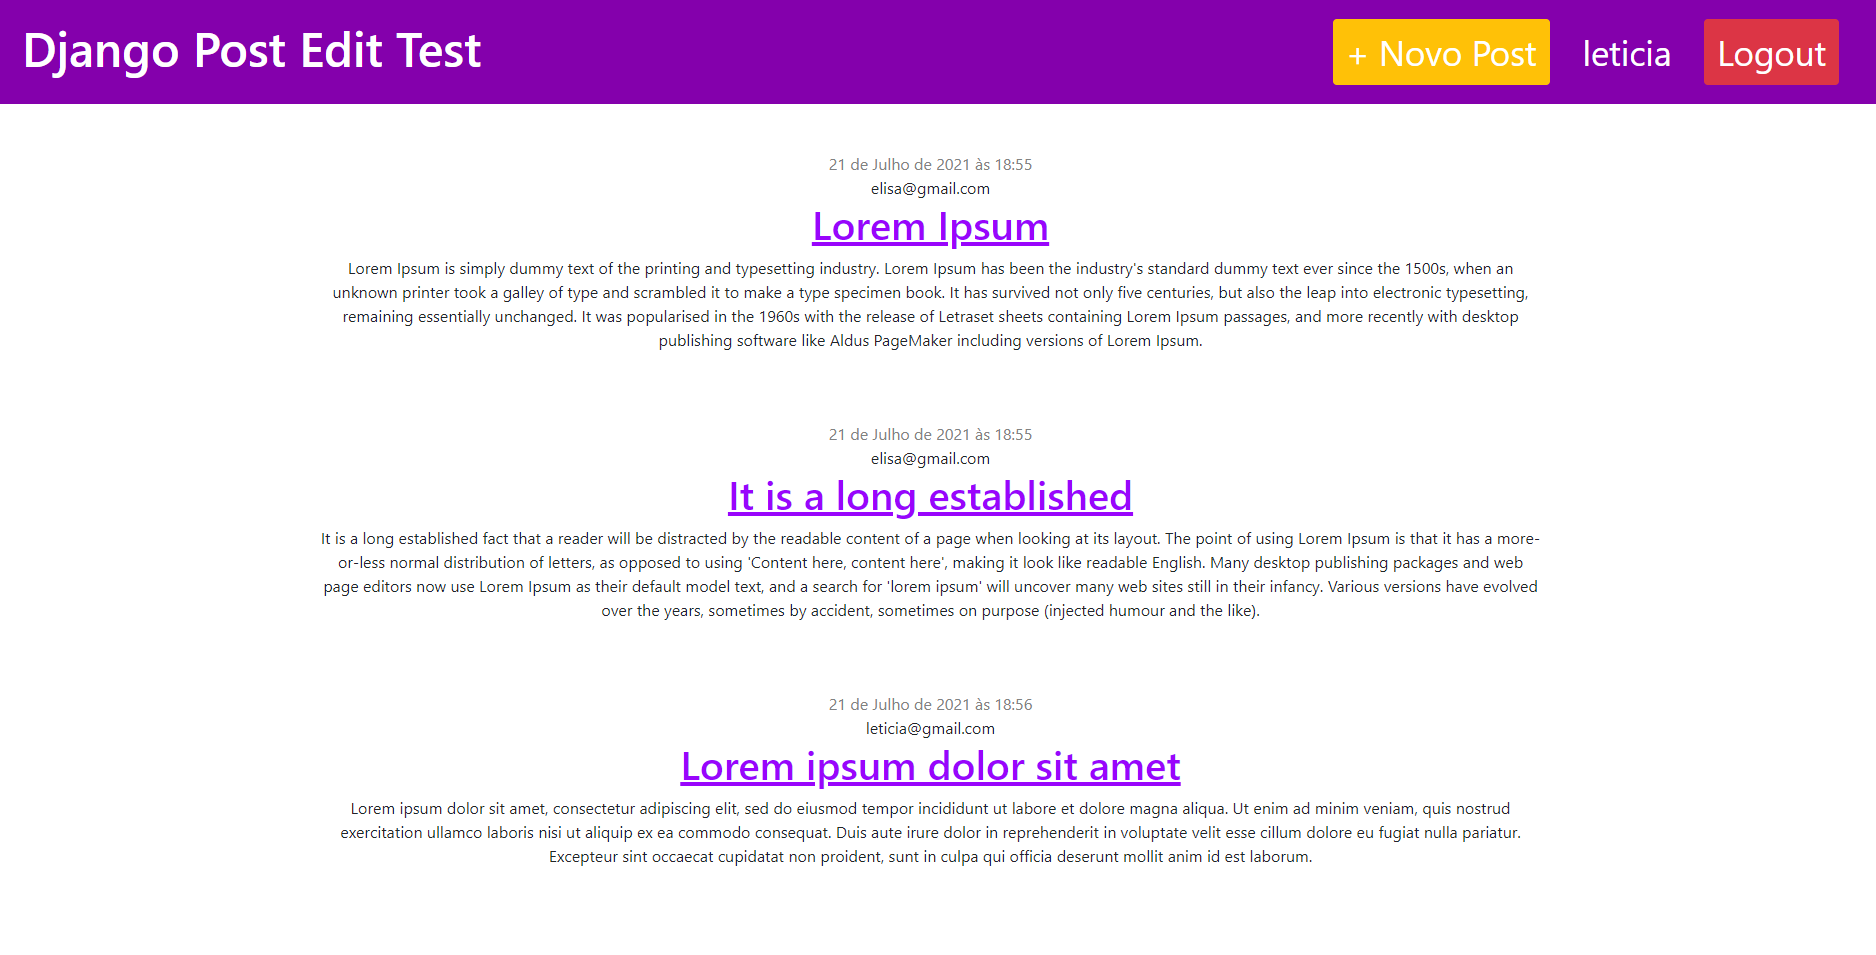 Django Post Edit Test
+ Novo Post
leticia
Logout
21 de Julho de 2021 às 18:55
elisa@gmail.com
Lorem Ipsum
Lorem Ipsum is simply dummy text of the printing and typesetting industry. Lorem Ipsum has been the industry's standard dummy text ever since the 1500s, when an
unknown printer took a galley of type and scrambled it to make a type specimen book. It has survived not only five centuries, but also the leap into electronic typesetting,
remaining essentially unchanged. It was popularised in the 1960s with the release of Letraset sheets containing Lorem Ipsum passages, and more recently with desktop
publishing software like Aldus PageMaker including versions of Lorem Ipsum.
21 de Julho de 2021 às 18:55
elisa@gmail.com
It is a long established
It is a long established fact that a reader will be distracted by the readable content of a page when looking at its layout. The point of using Lorem Ipsum is that it has a more-
or-less normal distribution of letters, as opposed to using 'Content here, content here', making it look like readable English. Many desktop publishing packages and web
page editors now use Lorem Ipsum as their default model text, and a search for 'lorem ipsum' will uncover many web sites still in their infancy. Various versions have evolved
over the years, sometimes by accident, sometimes on purpose (injected humour and the like).
21 de Julho de 2021 às 18:56
leticia@gmail.com
Lorem ipsum dolor sit amet
Lorem ipsum dolor sit amet, consectetur adipiscing elit, sed do eiusmod tempor incididunt ut labore et dolore magna aliqua. Ut enim ad minim veniam, quis nostrud
exercitation ullamco laboris nisi ut aliquip ex ea commodo consequat. Duis aute irure dolor in reprehenderit in voluptate velit esse cillum dolore eu fugiat nulla pariatur.
Excepteur sint occaecat cupidatat non proident, sunt in culpa qui officia deserunt mollit anim id est laborum.